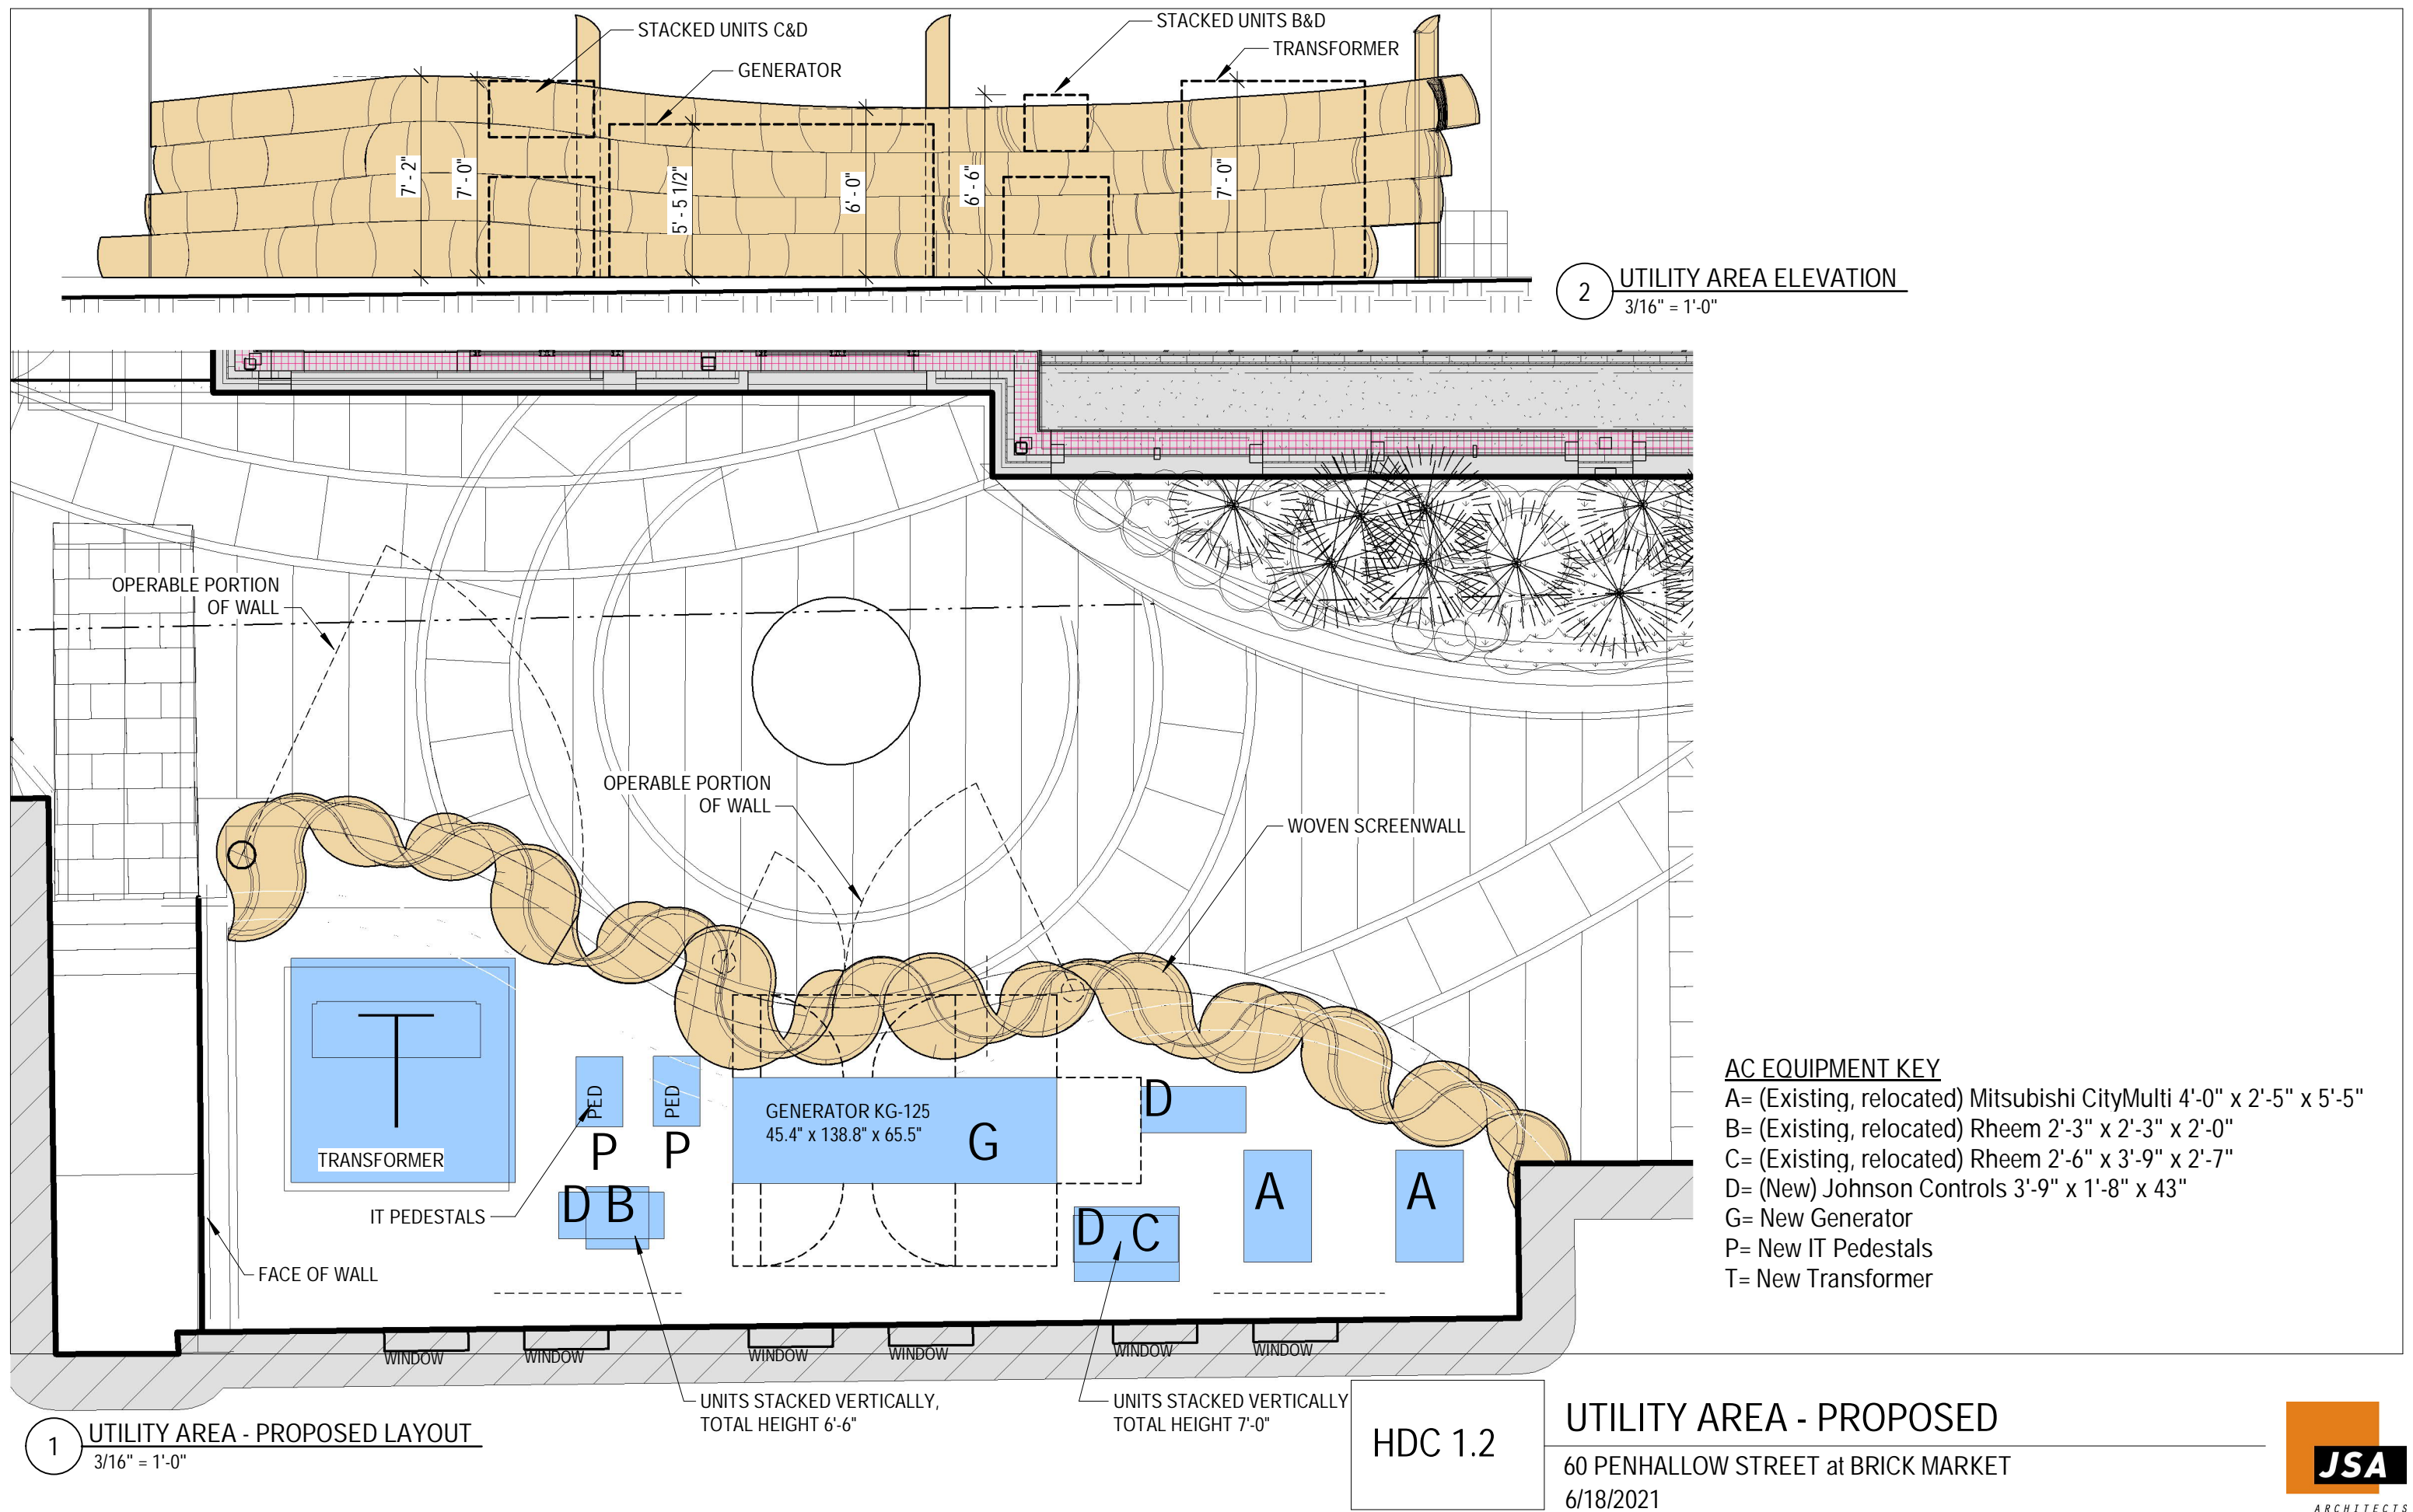 STACKED UNITS C&D
GENERATOR
STACKED UNITS B&D
TRANSFORMER
7' - 2"
7' - 0"
5' - 5 1/2"
6' - 0"
6' - 6"
7' - 0"
2
UTILITY AREA ELEVATION
3/16" = 1'-0"
OPERABLE PORTION
OF WALL
OPERABLE PORTION
OF WALL
WOVEN SCREENWALL
T
TRANSFORMER
PED
PED
P
P
GENERATOR KG-125
45.4" x 138.8" x 65.5"
G
D
D B
D C
A
A
IT PEDESTALS
FACE OF WALL
WINDOW
WINDOW
WINDOW
WINDOW
WINDOW
WINDOW
UNITS STACKED VERTICALLY,
TOTAL HEIGHT 6'-6"
UNITS STACKED VERTICALLY
TOTAL HEIGHT 7'-0"
AC EQUIPMENT KEY
A= (Existing, relocated) Mitsubishi CityMulti 4'-0" x 2'-5" x 5'-5"
B= (Existing, relocated) Rheem 2'-3" x 2'-3" x 2'-0"
C= (Existing, relocated) Rheem 2'-6" x 3'-9" x 2'-7"
D= (New) Johnson Controls 3'-9" x 1'-8" x 43"
G= New Generator
P= New IT Pedestals
T= New Transformer
1
UTILITY AREA - PROPOSED LAYOUT
3/16" = 1'-0"
HDC 1.2
UTILITY AREA - PROPOSED
60 PENHALLOW STREET at BRICK MARKET
6/18/2021
JSA
ARCHITECTS